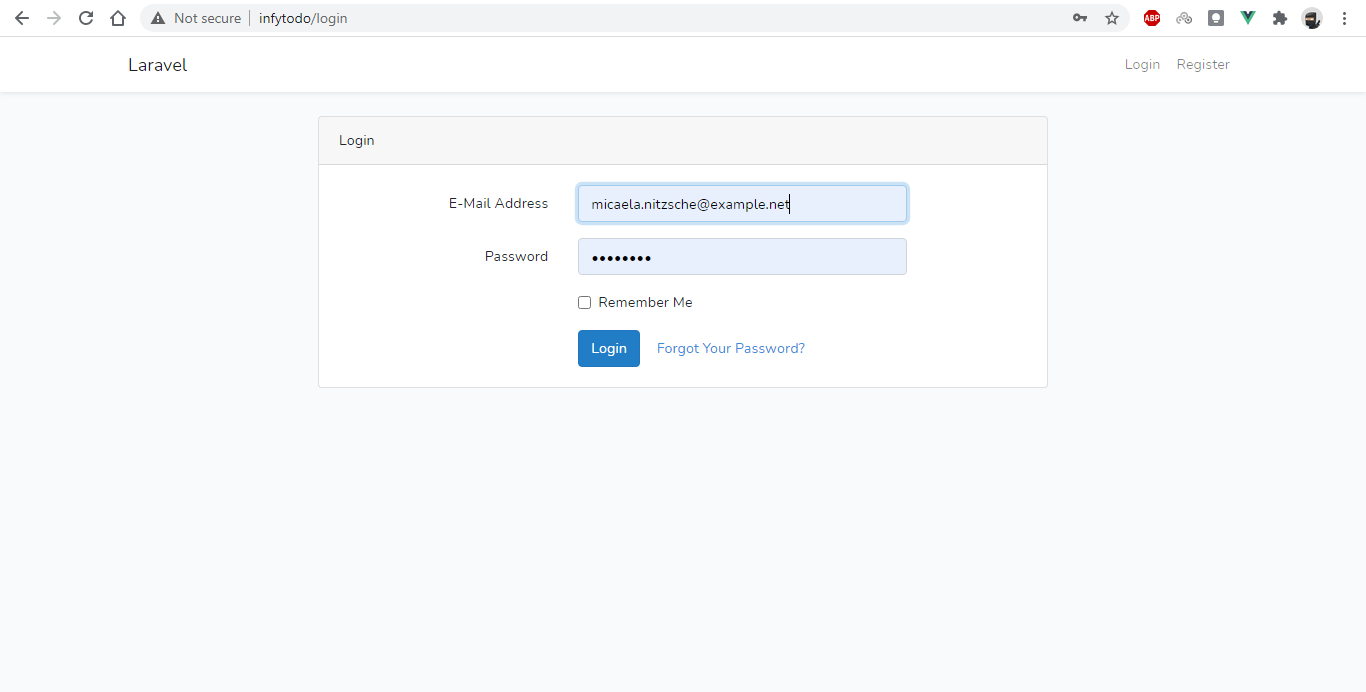 Not secure infytodo/login
ABP
Laravel Login Register
Login
E-Mail Address micaela.nitzsche@example.net
Password ••••••••
Remember Me
Login Forgot Your Password?